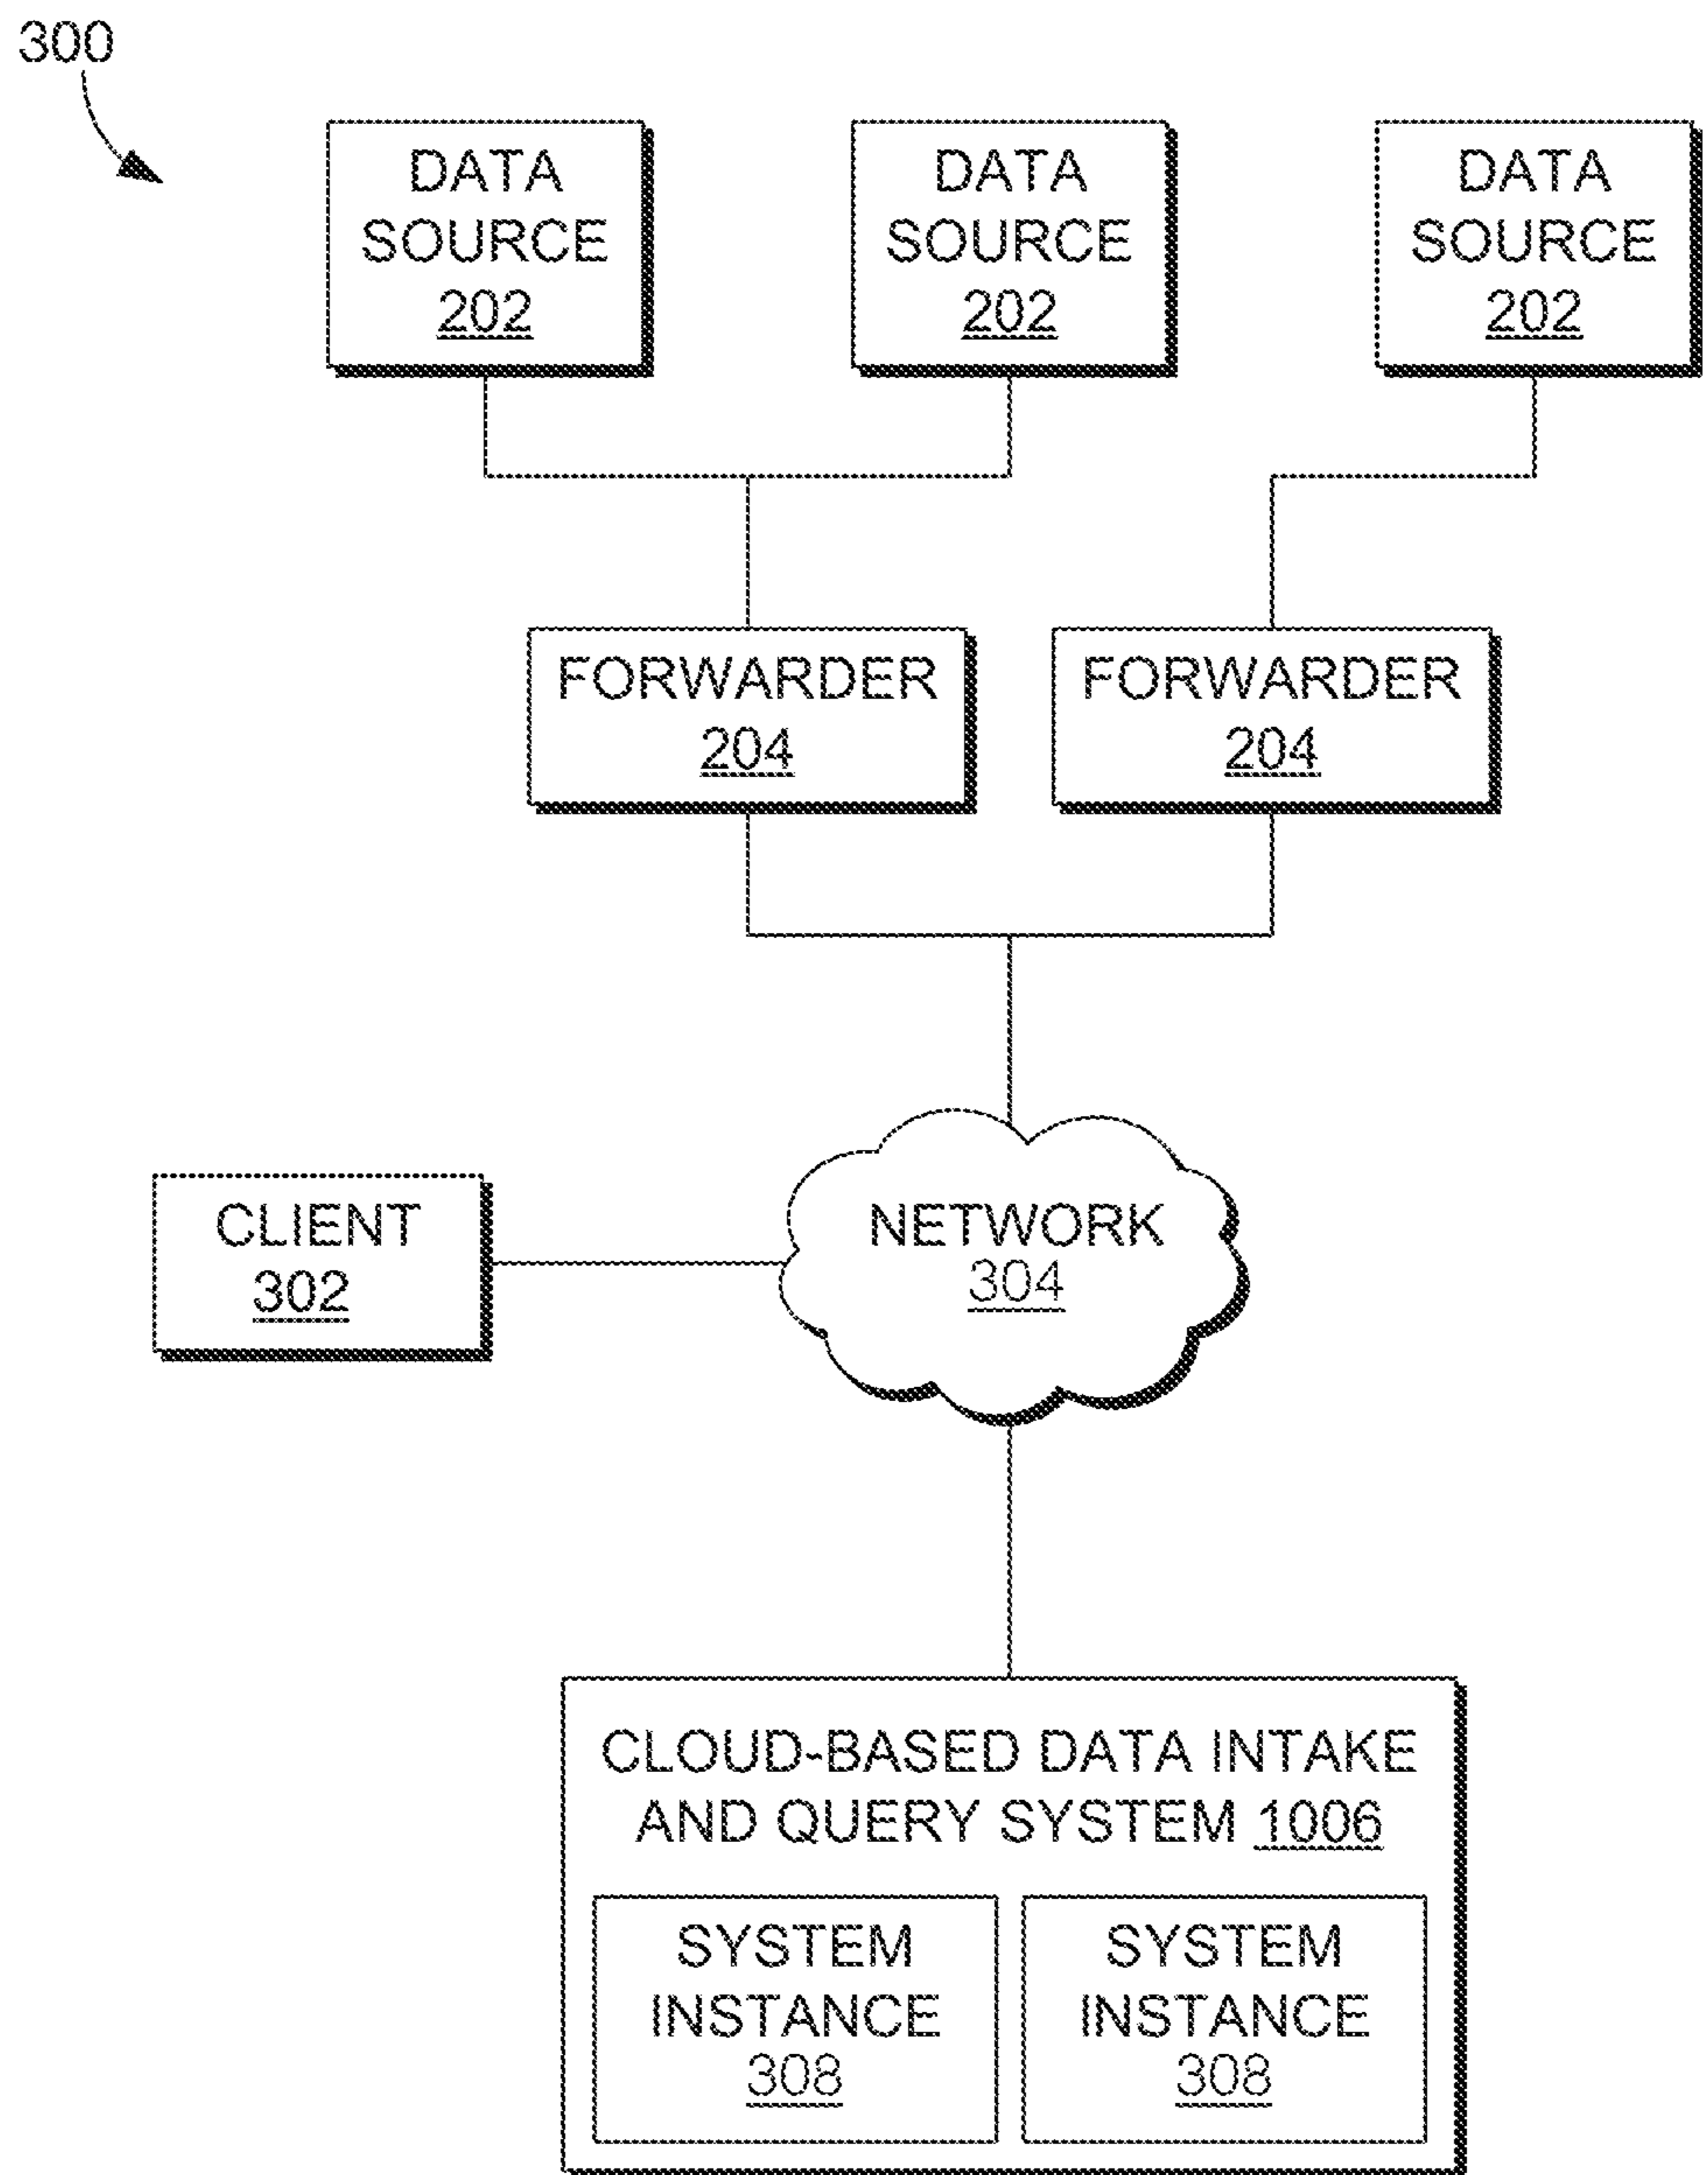 300
DATA
SOURCE
202
DATA
SOURCE
202
DATA
SOURCE
202
FORWARDER
204
FORWARDER
204
CLIENT
302
NETWORK
304
CLOUD-BASED DATA INTAKE
AND QUERY SYSTEM 1006
SYSTEM
INSTANCE
308
SYSTEM
INSTANCE
308